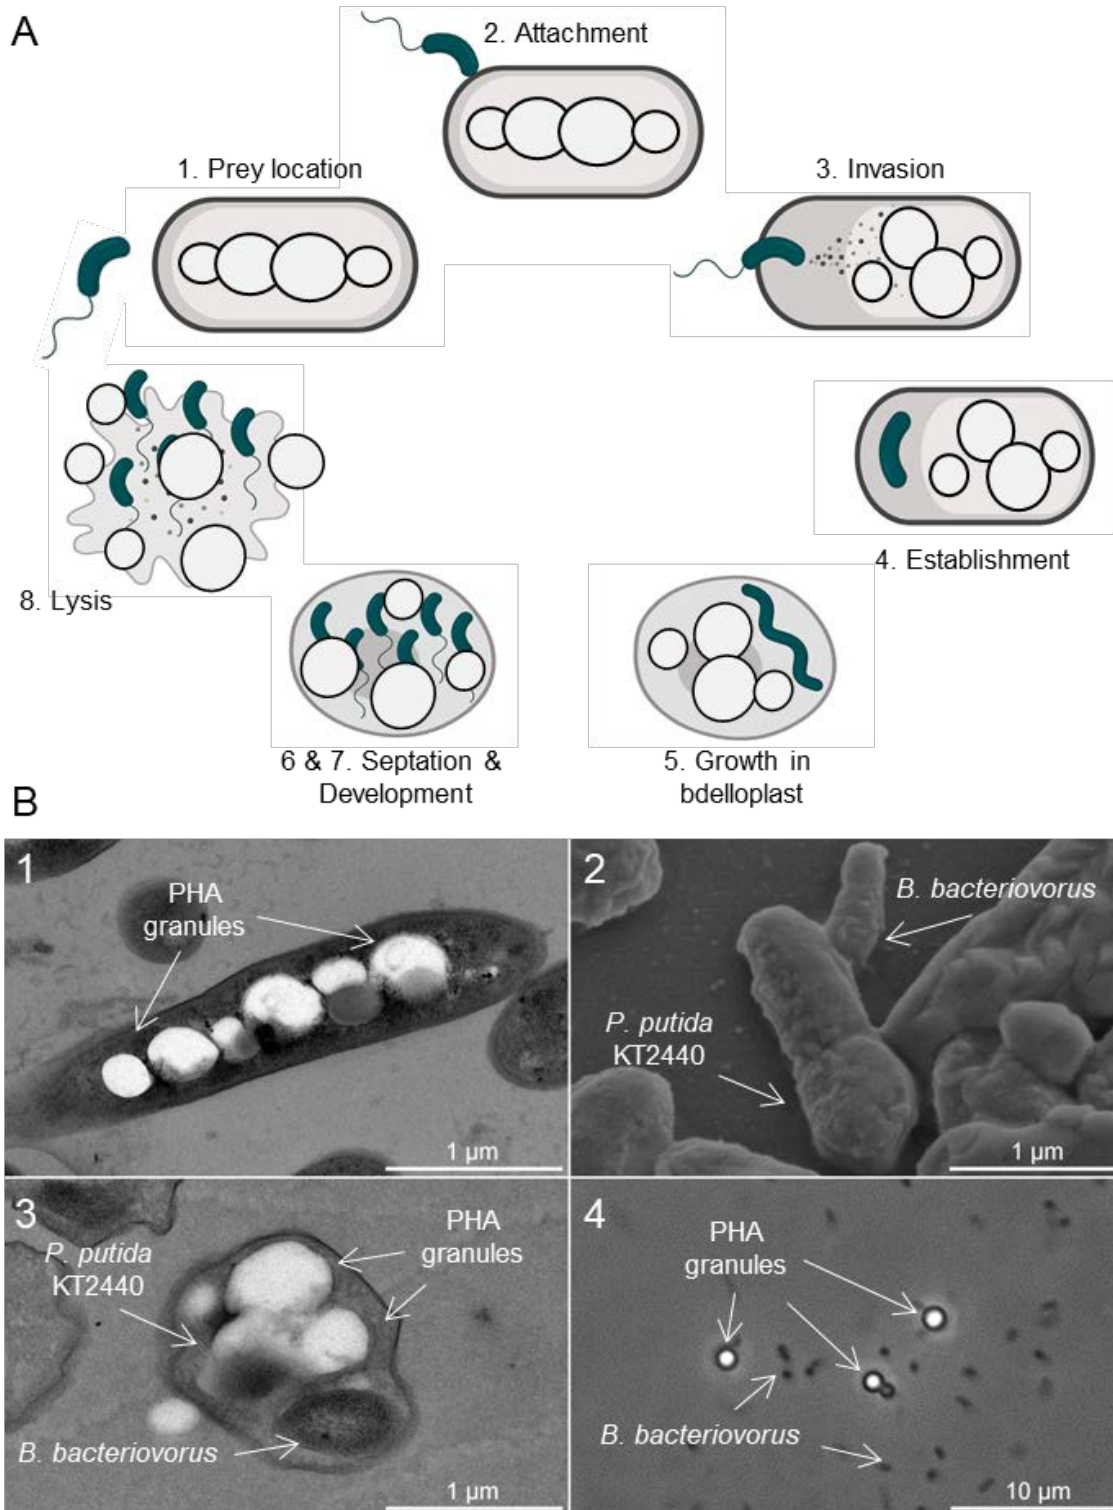 A
2. Attachment
1. Prey location
3. Invasion
4. Establishment
8. Lysis
6 & 7. Septation &
Development
5. Growth in
bdelloplast
B
1
PHA
granules
1 µm
2
B. bacteriovorus
P. putida
KT2440
1 µm
3
PHA
granules
P. putida
KT2440
B. bacteriovorus
1 µm
4
PHA
granules
B. bacteriovorus
10 µm